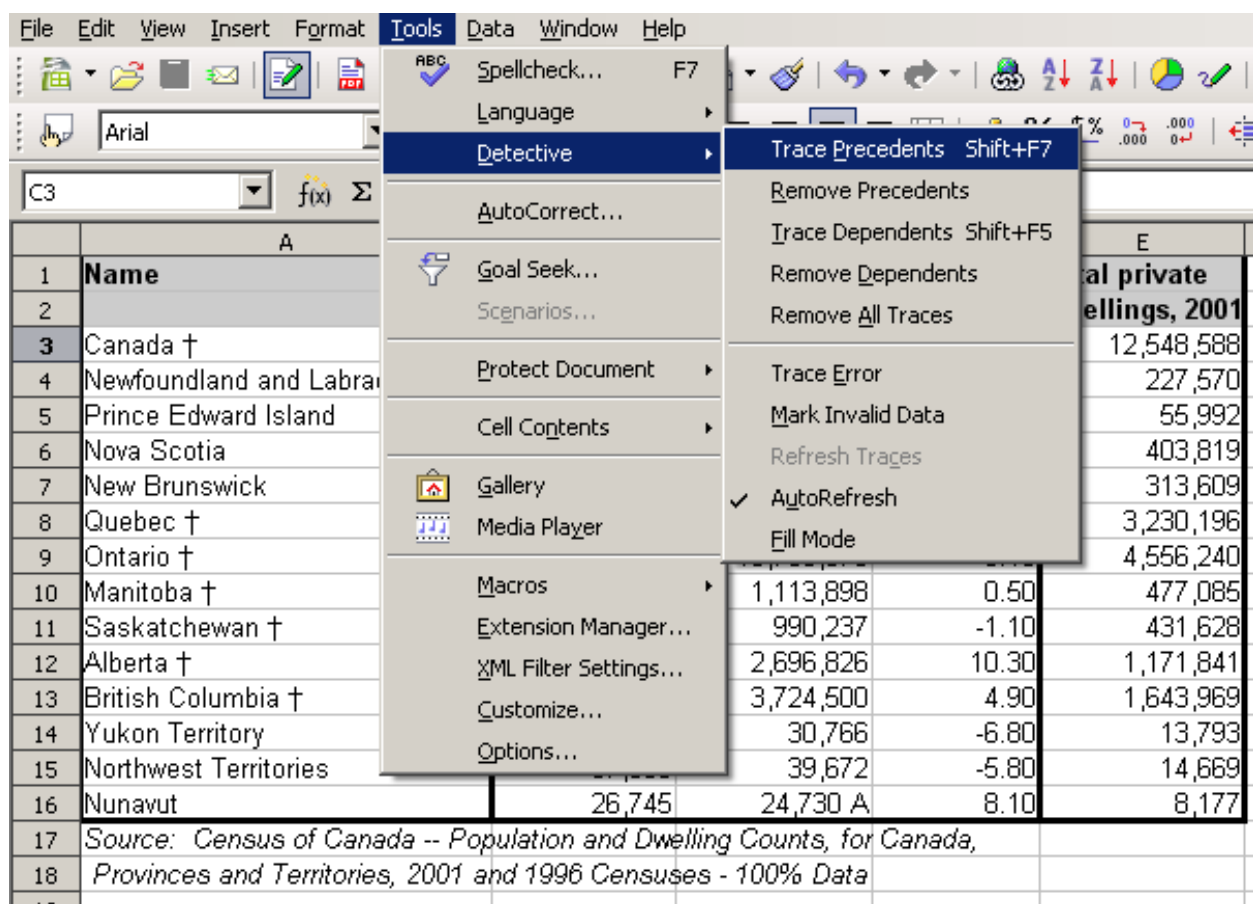 File Edit View Insert Format Tools Data Window Help
ABC Spellcheck... F7
Language
Arial
Detective
Trace Precedents Shift+F7
C3 f(x) Σ
Remove Precedents
AutoCorrect...
Trace Dependents Shift+F5
A E
Goal Seek...
Remove Dependents
1 Name al private
Scenarios...
Remove All Traces
2 ellings, 2001
3 Canada † 12,548,588
Protect Document
Trace Error
4 Newfoundland and Labra 227,570
Cell Contents
Mark Invalid Data
5 Prince Edward Island 55,992
6 Nova Scotia 403,819
Refresh Traces
Gallery
7 New Brunswick 313,609
AutoRefresh
Media Player
8 Quebec † 3,230,196
Fill Mode
9 Ontario † 4,556,240
Macros
10 Manitoba † 1,113,898 0.50 477,085
Extension Manager...
11 Saskatchewan † 990,237 -1.10 431,628
XML Filter Settings...
12 Alberta † 2,696,826 10.30 1,171,841
Customize...
13 British Columbia † 3,724,500 4.90 1,643,969
14 Yukon Territory 30,766 -6.80 13,793
Options...
15 Northwest Territories 39,672 -5.80 14,669
16 Nunavut 26,745 24,730 A 8.10 8,177
17 Source: Census of Canada -- Population and Dwelling Counts, for Canada,
18 Provinces and Territories, 2001 and 1996 Censuses - 100% Data